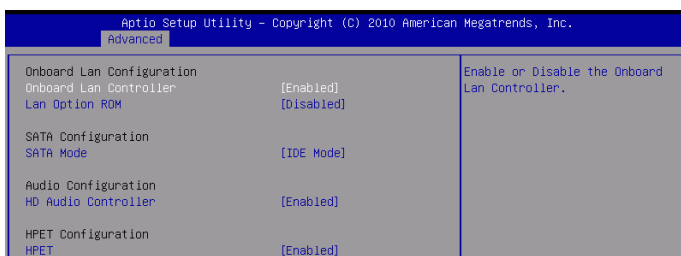 Aptio Setup Utility – Copyright (C) 2010 American Megatrends, Inc.
Advanced
Onboard Lan Configuration
Onboard Lan Controller [Enabled]
Lan Option ROM [Disabled]
SATA Configuration
SATA Mode [IDE Mode]
Audio Configuration
HD Audio Controller [Enabled]
HPET Configuration
HPET [Enabled]
Enable or Disable the Onboard
Lan Controller.